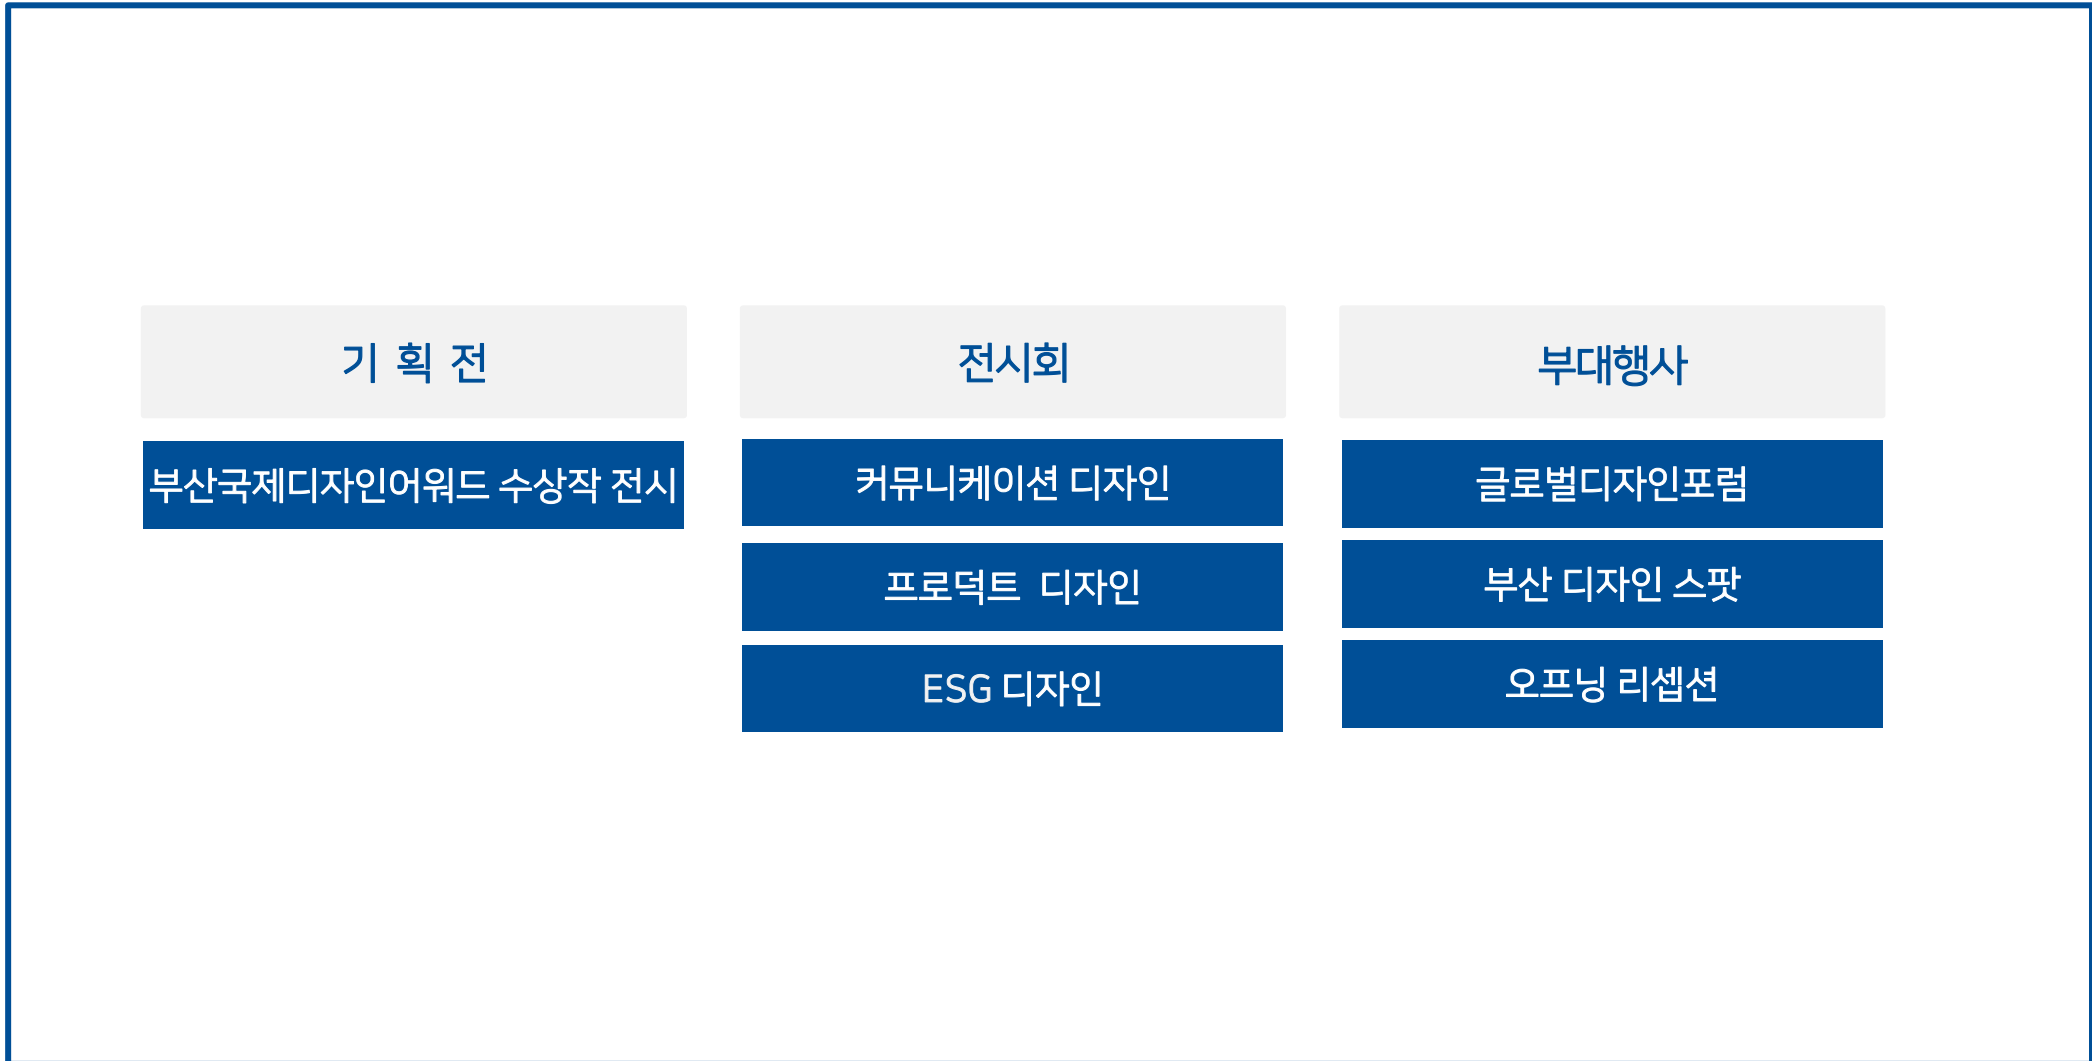 기 획 전
부산국제디자인어워드 수상작 전시
전시회
커뮤니케이션 디자인
프로덕트 디자인
ESG 디자인
부대행사
글로벌디자인포럼
부산 디자인 스팟
오프닝 리셉션